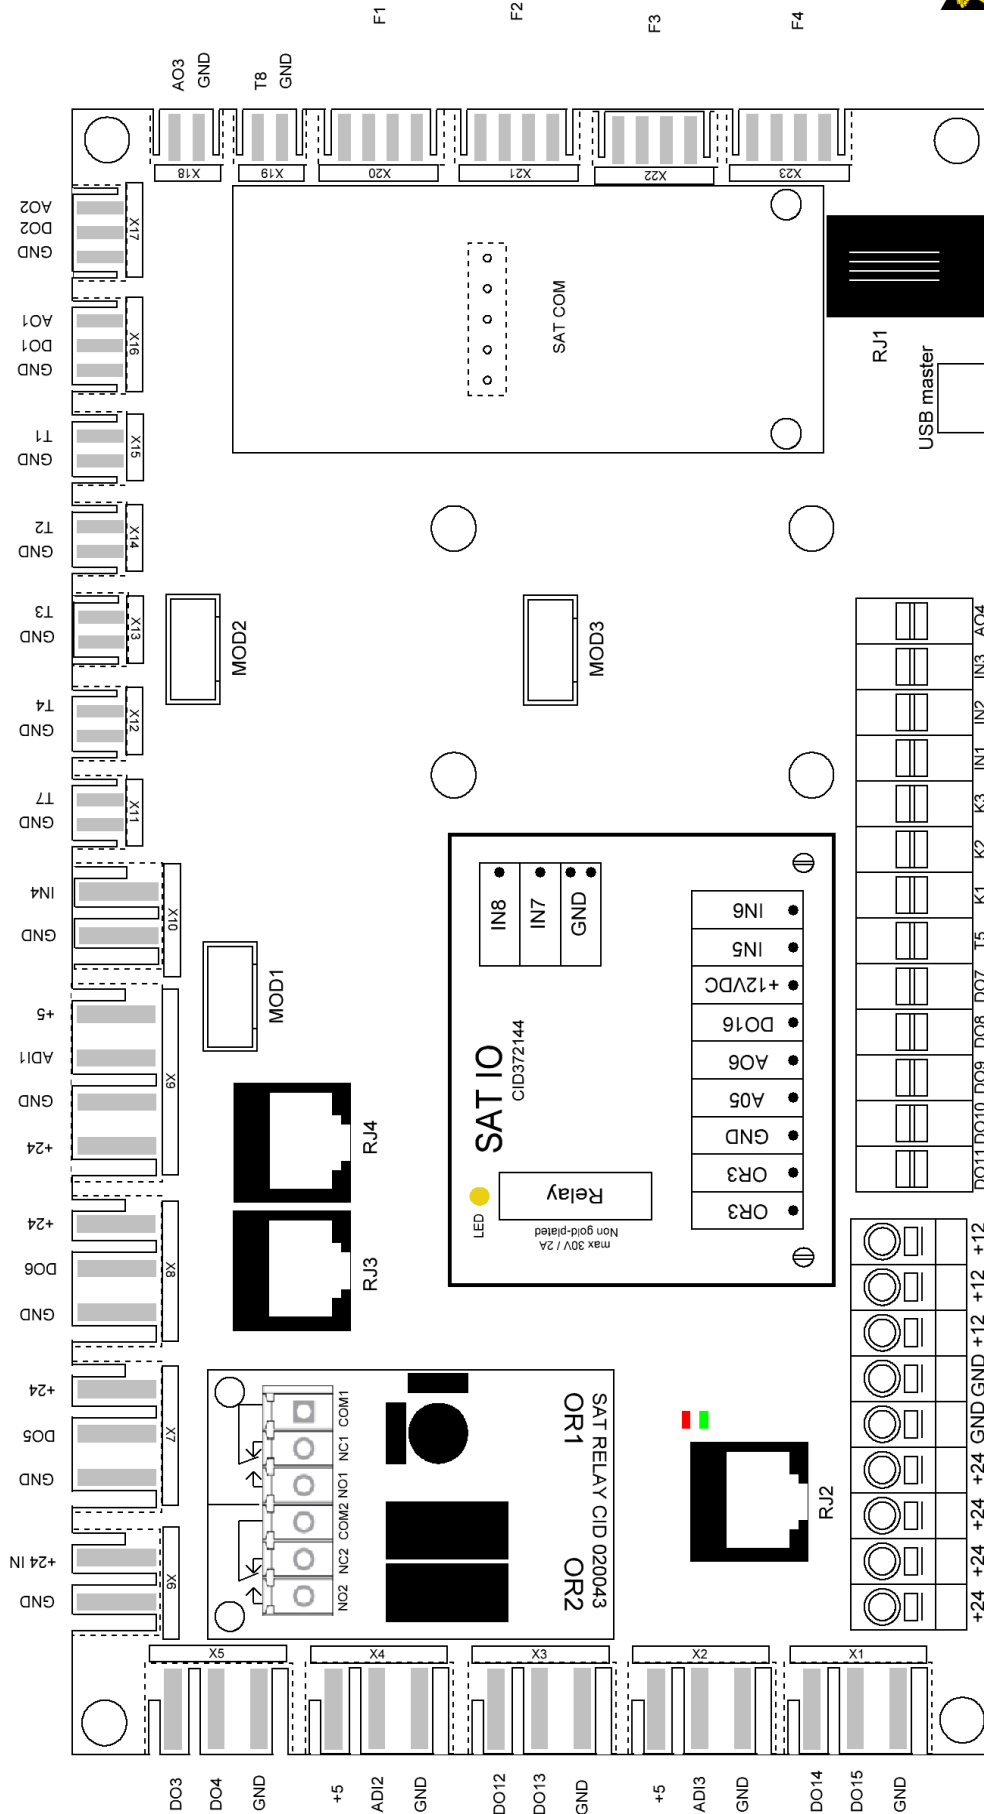 F1
F2
F3
F4
AO3
GND
T8
GND
X18
X19
X20
X21
X22
X23
AO2
DO2
GND
X17
AO1
DO1
GND
X16
T1
GND
X15
T2
GND
X14
T3
GND
X13
T4
GND
X12
T7
GND
X11
IN4
GND
X10
+5
ADI1
GND
+24
X9
+24
DO6
GND
X8
+24
DO5
GND
X7
+24 IN
GND
X6
SAT COM
RJ1
USB master
MOD2
MOD3
MOD1
RJ4
RJ3
IN8
IN7
GND
SAT IO
CID372144
LED
Relay
max 30V / 2A
Non gold-plated
IN6
IN5
+12VDC
DO16
AO6
A05
GND
OR3
OR3
AO4
IN3
IN2
IN1
K3
K2
K1
T5
DO7
DO8
DO9
DO10
DO11
+12
+12
+12
GND
GND
+24
+24
+24
+24
COM1
NC1
NO1
COM2
NC2
NO2
SAT RELAY CID 020043
OR1
OR2
RJ2
X5
X4
X3
X2
X1
DO3
DO4
GND
+5
ADI2
GND
DO12
DO13
GND
+5
ADI3
GND
DO14
DO15
GND